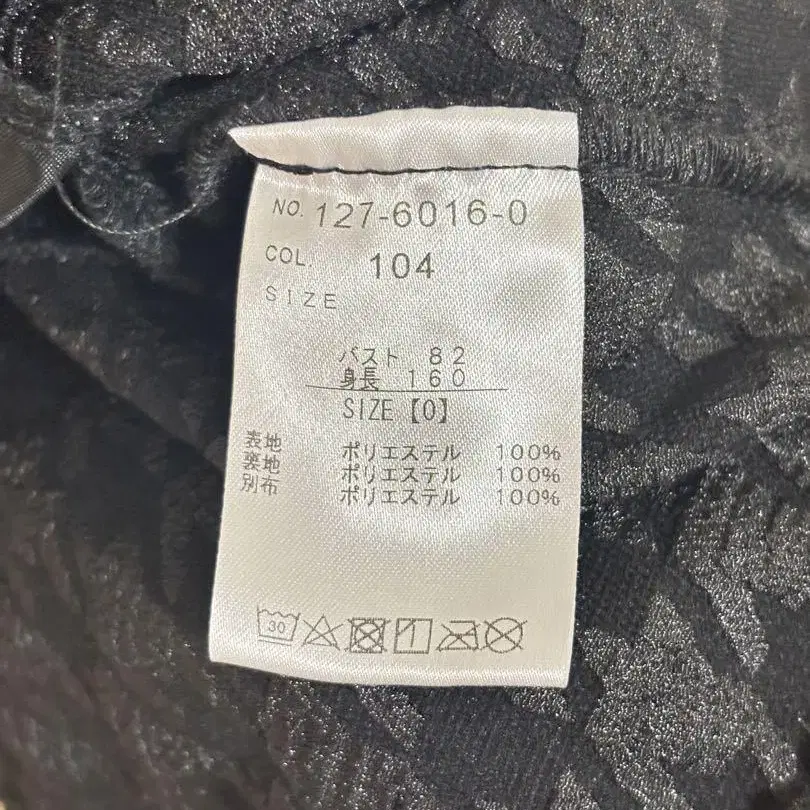 NO. 127-6016-0
COL. 104
SIZE
バスト 82
身長 160
SIZE【0】
表地 ポリエステル 100%
裏地 ポリエステル 100%
別布 ポリエステル 100%
30